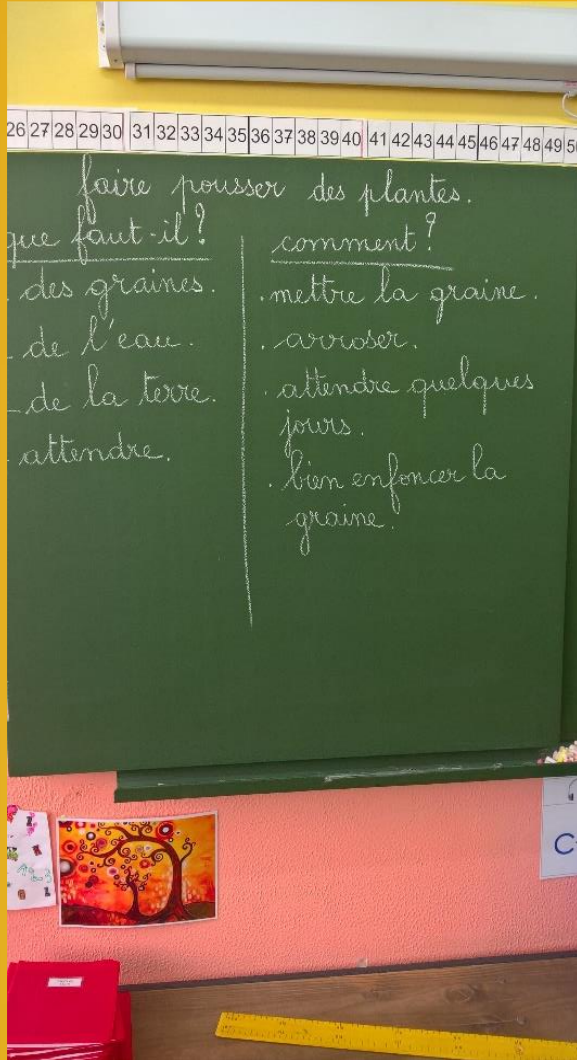 26 27 28 29 30 31 32 33 34 35 36 37 38 39 40 41 42 43 44 45 46 47 48 49
faire pousser des plantes.
que faut-il?
. des graines.
- de l'eau.
- de la terre.
. attendre.
comment?
. mettre la graine.
. arroser.
. attendre quelques
jours.
. bien enfoncer la
graine.